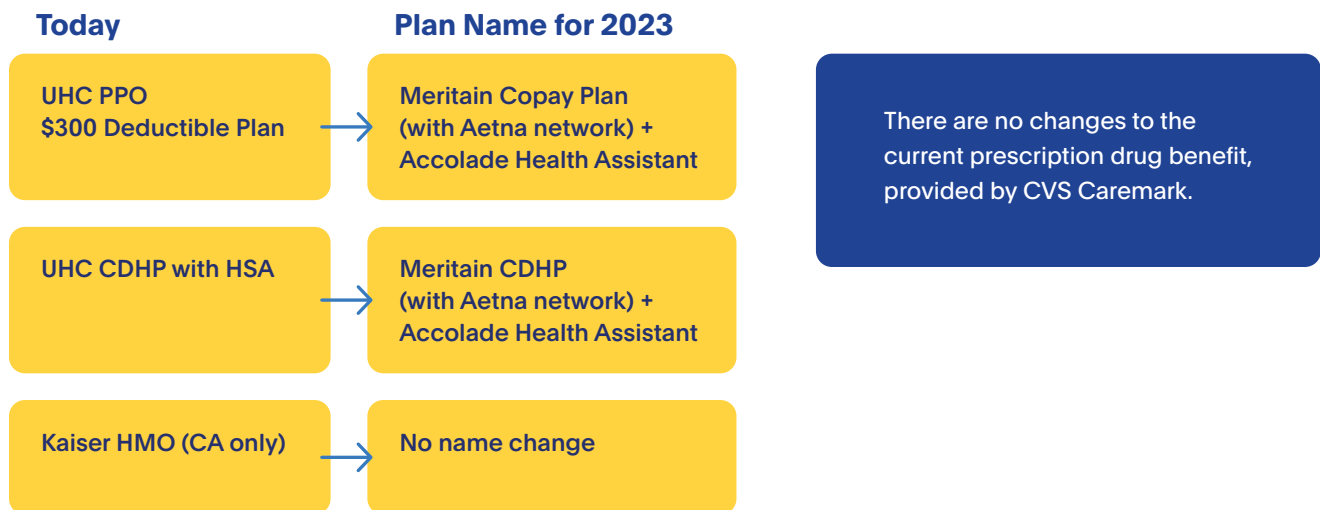 Today
Plan Name for 2023
UHC PPO
$300 Deductible Plan
Meritain Copay Plan
(with Aetna network) +
Accolade Health Assistant
UHC CDHP with HSA
Meritain CDHP
(with Aetna network) +
Accolade Health Assistant
Kaiser HMO (CA only)
No name change
There are no changes to the
current prescription drug benefit,
provided by CVS Caremark.